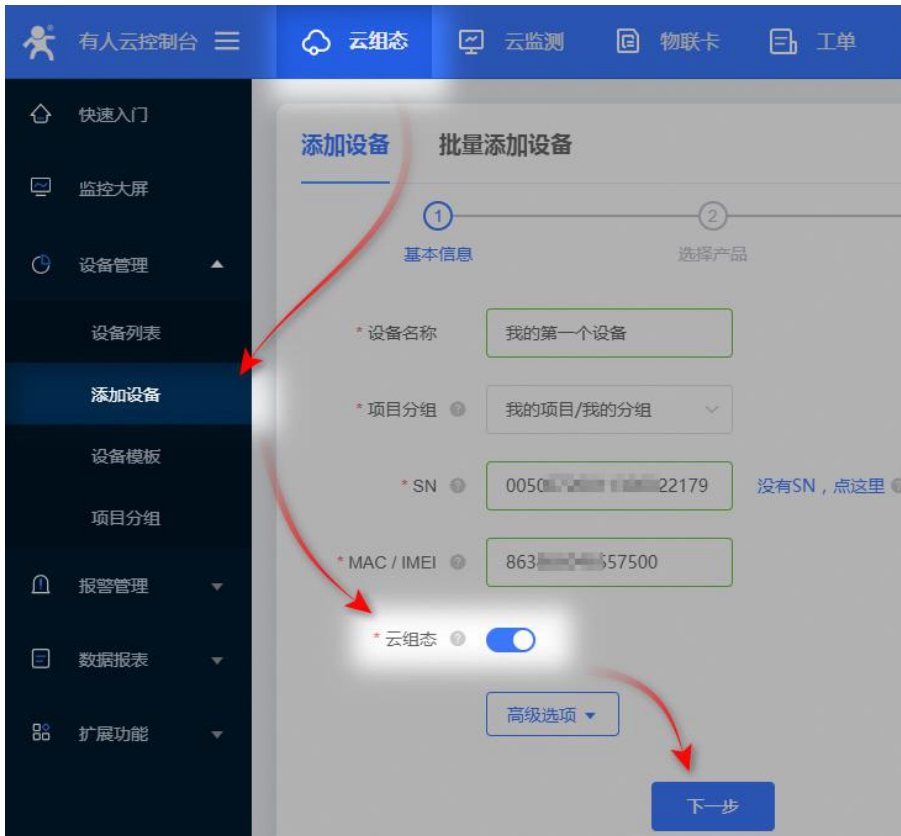 有人云控制台 云组态 云监测 物联卡 工单
快速入门
监控大屏
设备管理
设备列表
添加设备
设备模板
项目分组
报警管理
数据报表
扩展功能
添加设备 批量添加设备
1 2
基本信息 选择产品
* 设备名称 我的第一个设备
* 项目分组 我的项目/我的分组
* SN 0050 22179 没有SN，点这里
* MAC / IMEI 863 557500
* 云组态
高级选项
下一步